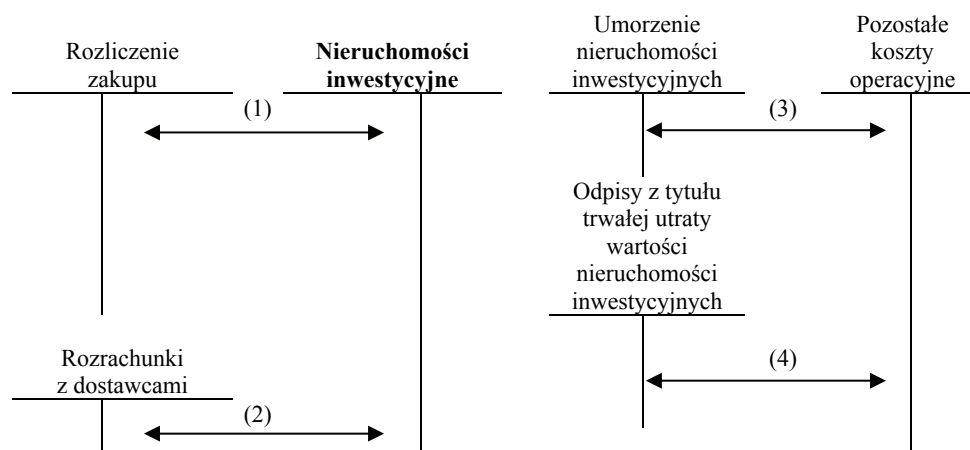 Rozliczenie
zakupu
Nieruchomości
inwestycyjne
(1)
Rozrachunki
z dostawcami
(2)
Umorzenie
nieruchomości
inwestycyjnych
Pozostałe
koszty
operacyjne
(3)
Odpisy z tytułu
trwałej utraty
wartości
nieruchomości
inwestycyjnych
(4)